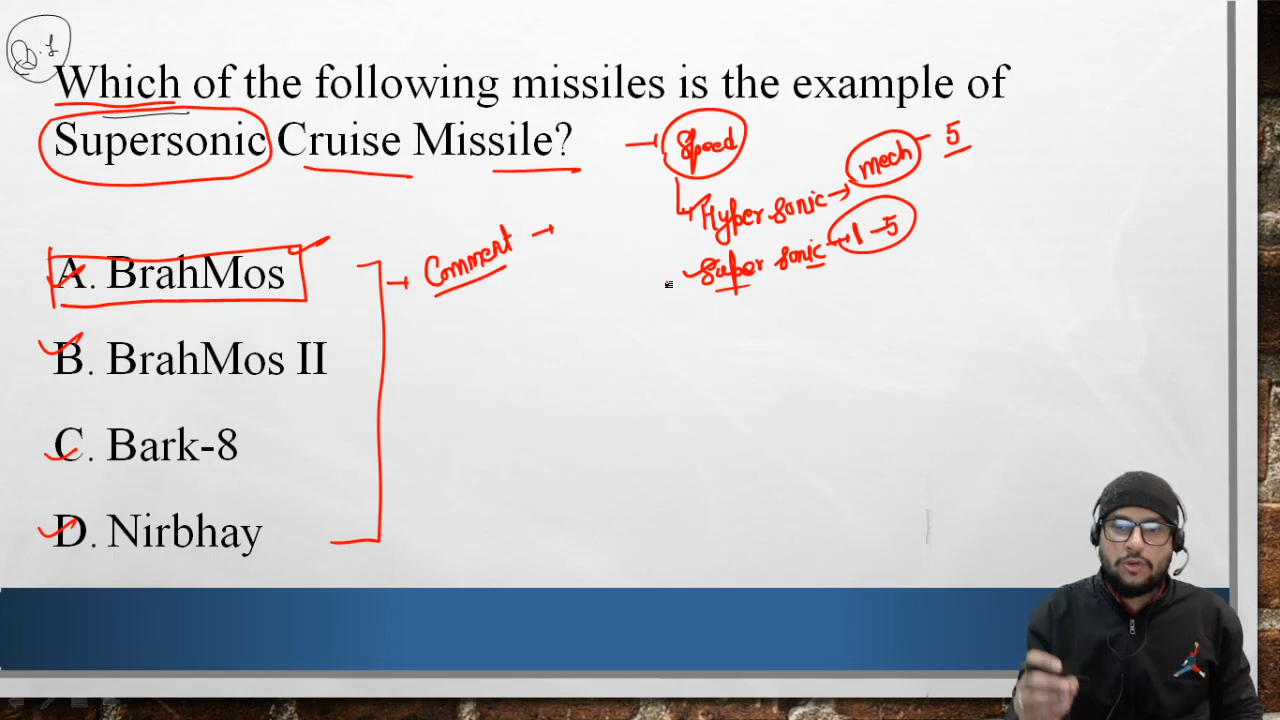 Q.1
Which of the following missiles is the example of
Supersonic Cruise Missile?
Speed
mech - 5
Hyper sonic
Super sonic 1-5
A. BrahMos
Comment
B. BrahMos II
C. Bark-8
D. Nirbhay